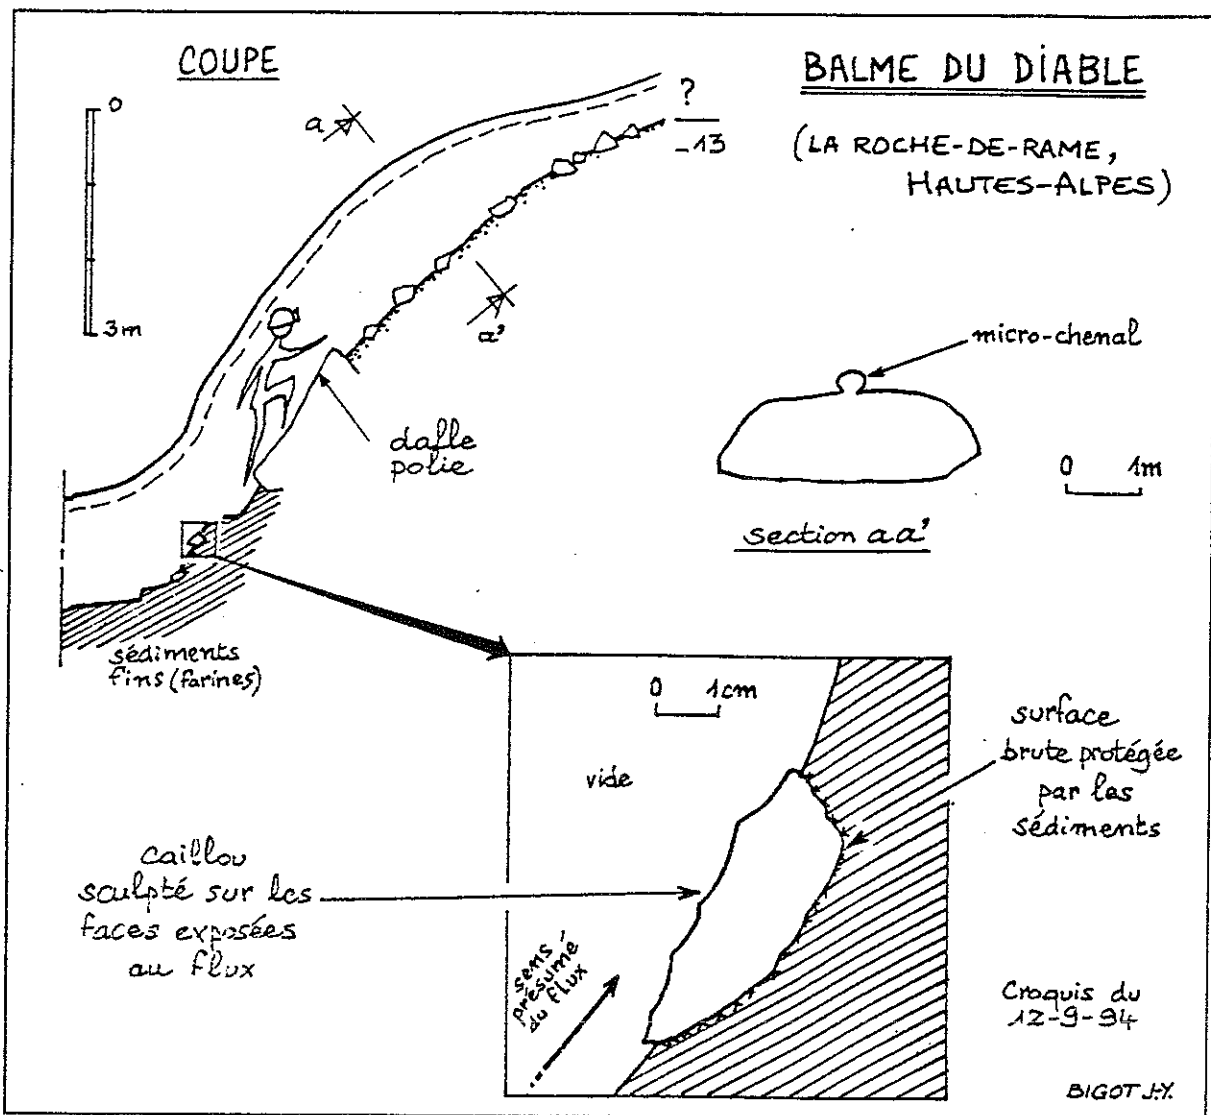 COUPE
BALME DU DIABLE
(LA ROCHE-DE-RAME,
HAUTES-ALPES)
0
3m
a
a'
?
-13
dalle
polie
micro-chenal
0 1m
section aa'
sédiments
fins (farines)
0 1cm
vide
surface
brute protégée
par les
sédiments
caillou
sculpté sur les
faces exposées
au flux
sens
présumé
du flux
Croquis du
12-9-94
BIGOT J-Y.